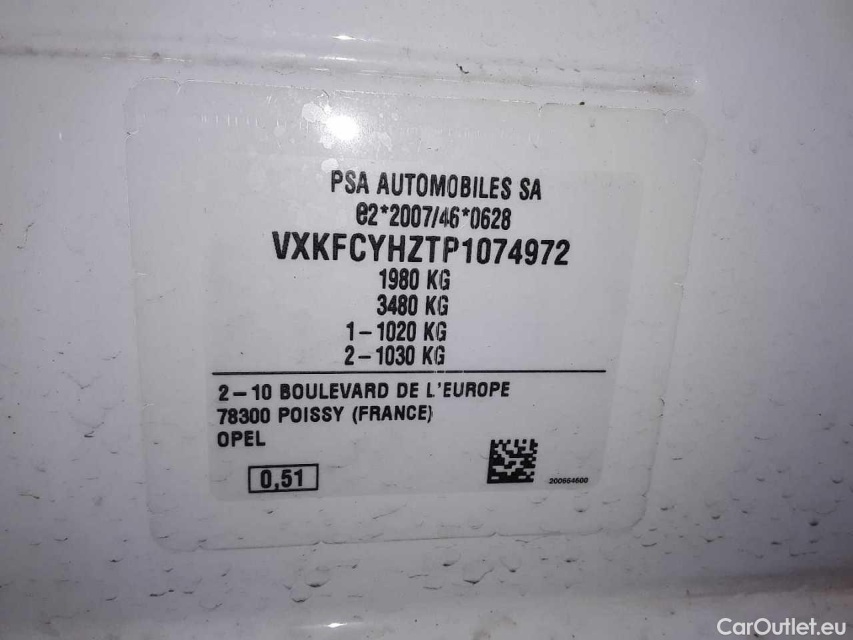 PSA AUTOMOBILES SA
e2*2007/46*0628
VXKFCYHZTP1074972
1980 KG
3480 KG
1-1020 KG
2-1030 KG
2-10 BOULEVARD DE L'EUROPE
78300 POISSY (FRANCE)
OPEL
0,51
200664600
CarOutlet.eu